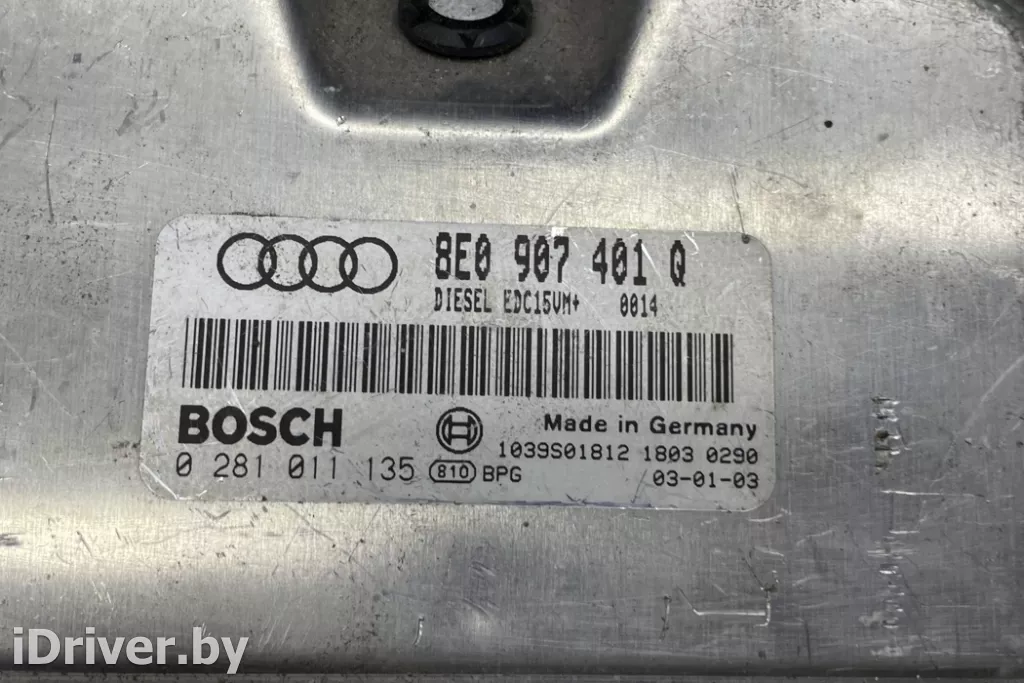 8E0 907 401 Q
DIESEL EDC15VM+ 0014
BOSCH
Made in Germany
1039S01812 1803 0290
0 281 011 135 810 BPG 03-01-03
iDriver.by